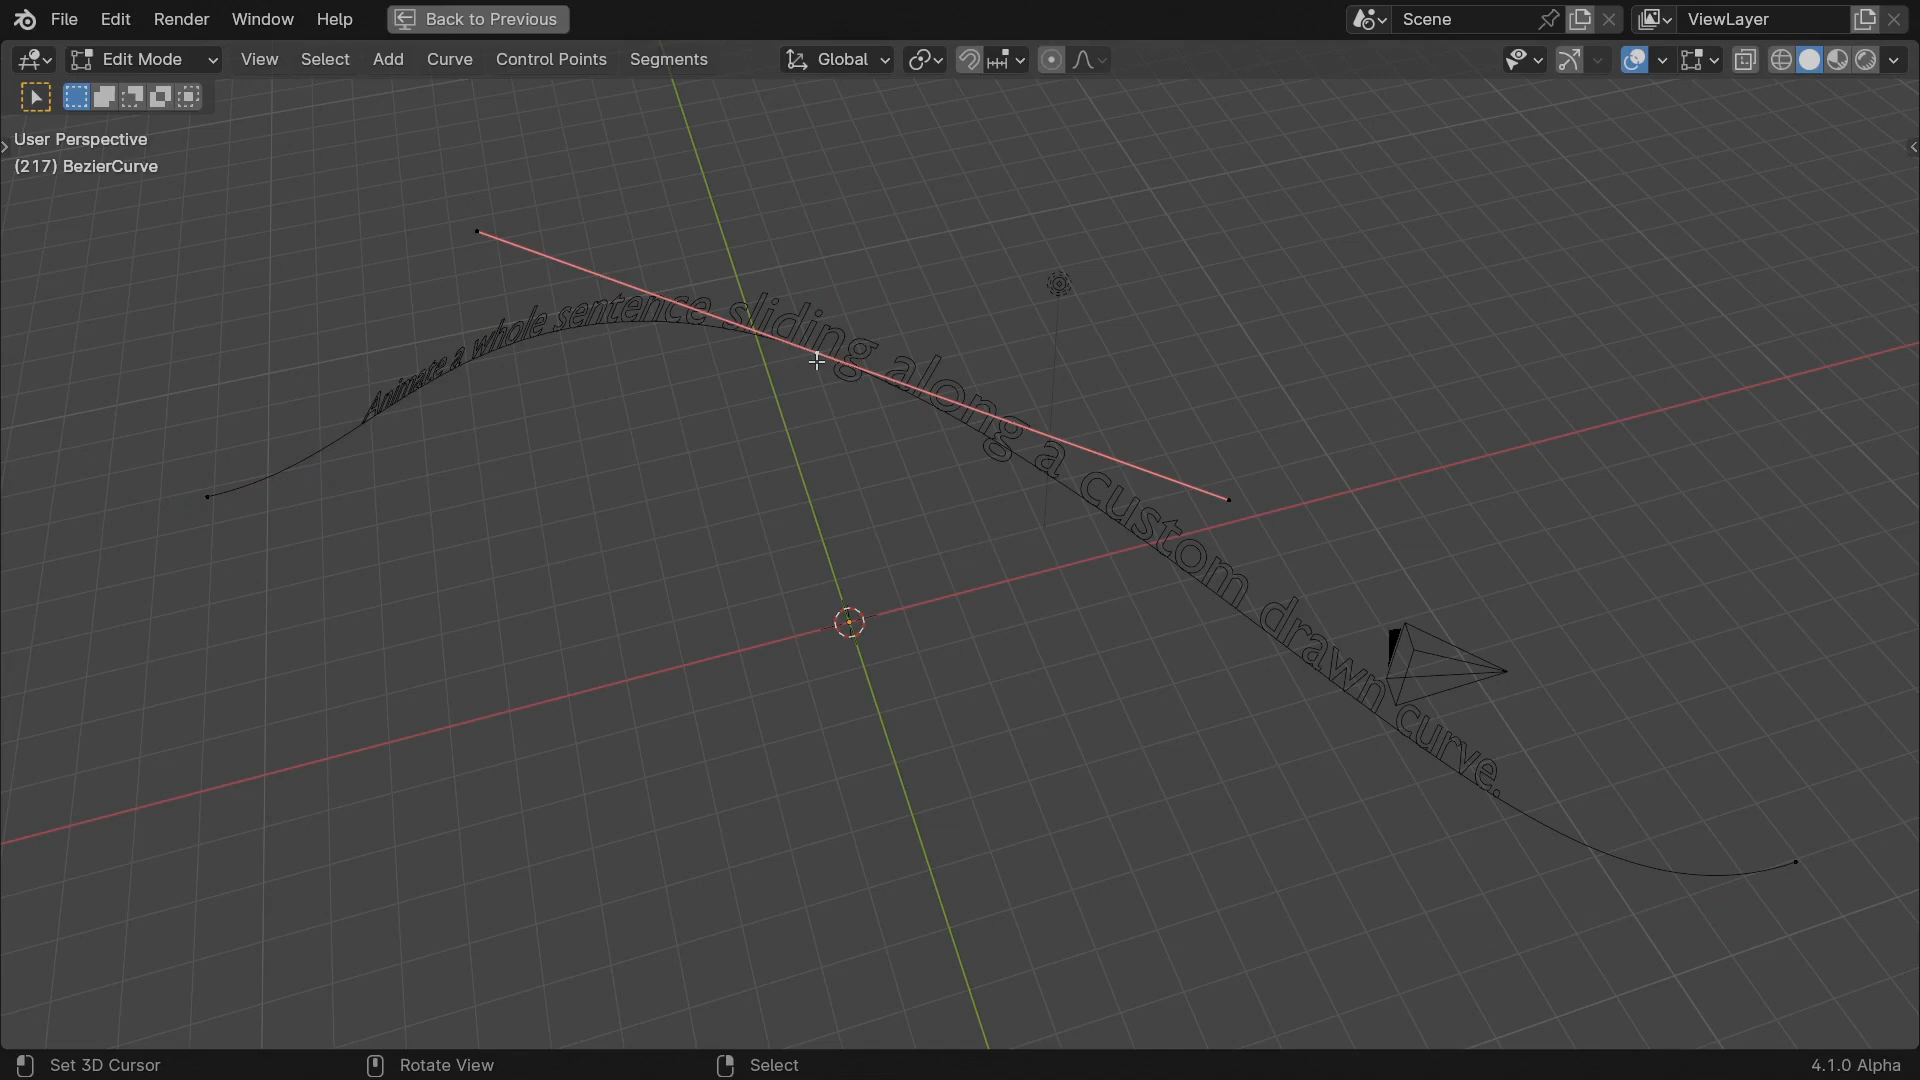 File Edit Render Window Help Back to Previous Scene ViewLayer
Edit Mode View Select Add Curve Control Points Segments Global
User Perspective
(217) BezierCurve
Animate a whole sentence sliding along a custom drawn curve.
Set 3D Cursor Rotate View Select 4.1.0 Alpha